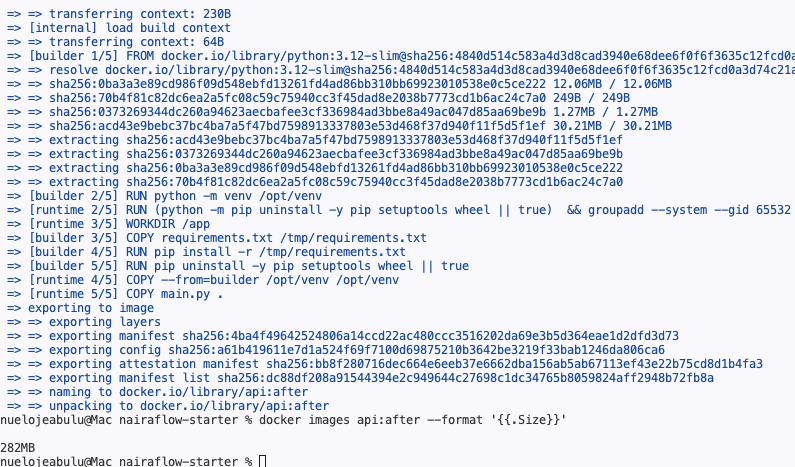 => => transferring context: 230B
=> [internal] load build context
=> => transferring context: 64B
=> [builder 1/5] FROM docker.io/library/python:3.12-slim@sha256:4840d514c583a4d3d8cad3940e68dee6f0f6f3635c12fcd0a
=> => resolve docker.io/library/python:3.12-slim@sha256:4840d514c583a4d3d8cad3940e68dee6f0f6f3635c12fcd0a3d74c21a
=> => sha256:0ba3a3e89cd986f09d548ebfd13261fd4ad86bb310bb69923010538e0c5ce222 12.06MB / 12.06MB
=> => sha256:70b4f81c82dc6ea2a5fc08c59c75940cc3f45dad8e2038b7773cd1b6ac24c7a0 249B / 249B
=> => sha256:0373269344dc260a94623aecbafee3cf336984ad3bbe8a49ac047d85aa69be9b 1.27MB / 1.27MB
=> => sha256:acd43e9bebc37bc4ba7a5f47bd7598913337803e53d468f37d940f11f5d5f1ef 30.21MB / 30.21MB
=> => extracting sha256:acd43e9bebc37bc4ba7a5f47bd7598913337803e53d468f37d940f11f5d5f1ef
=> => extracting sha256:0373269344dc260a94623aecbafee3cf336984ad3bbe8a49ac047d85aa69be9b
=> => extracting sha256:0ba3a3e89cd986f09d548ebfd13261fd4ad86bb310bb69923010538e0c5ce222
=> => extracting sha256:70b4f81c82dc6ea2a5fc08c59c75940cc3f45dad8e2038b7773cd1b6ac24c7a0
=> [builder 2/5] RUN python -m venv /opt/venv
=> [runtime 2/5] RUN (python -m pip uninstall -y pip setuptools wheel || true)  && groupadd --system --gid 65532
=> [runtime 3/5] WORKDIR /app
=> [builder 3/5] COPY requirements.txt /tmp/requirements.txt
=> [builder 4/5] RUN pip install -r /tmp/requirements.txt
=> [builder 5/5] RUN pip uninstall -y pip setuptools wheel || true
=> [runtime 4/5] COPY --from=builder /opt/venv /opt/venv
=> [runtime 5/5] COPY main.py .
=> exporting to image
=> => exporting layers
=> => exporting manifest sha256:4ba4f49642524806a14ccd22ac480ccc3516202da69e3b5d364eae1d2dfd3d73
=> => exporting config sha256:a61b419611e7d1a524f69f7100d69875210b3642be3219f33bab1246da806ca6
=> => exporting attestation manifest sha256:bb8f280716dec664e6eeb37e6662dba156ab5ab67113ef43e22b75cd8d1b4fa3
=> => exporting manifest list sha256:dc88df208a91544394e2c949644c27698c1dc34765b8059824aff2948b72fb8a
=> => naming to docker.io/library/api:after
=> => unpacking to docker.io/library/api:after
nuelojeabulu@Mac nairaflow-starter % docker images api:after --format '{{.Size}}'
282MB
nuelojeabulu@Mac nairaflow-starter %